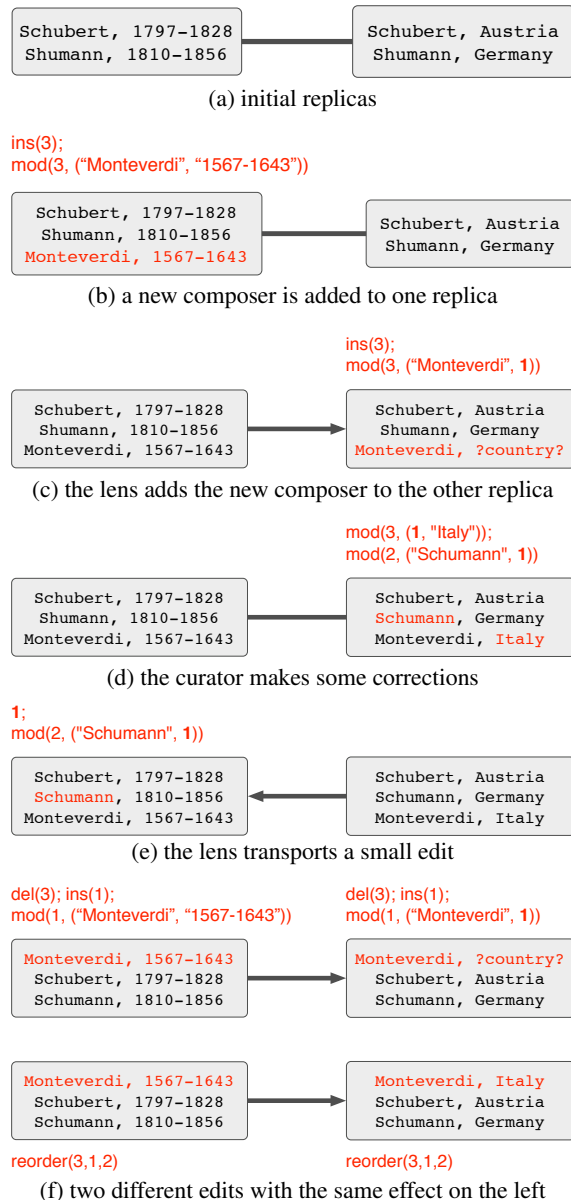 Schubert, 1797-1828
Shumann, 1810-1856
Schubert, Austria
Shumann, Germany
(a) initial replicas
ins(3);
mod(3, (“Monteverdi”, “1567-1643”))
Schubert, 1797-1828
Shumann, 1810-1856
Monteverdi, 1567-1643
Schubert, Austria
Shumann, Germany
(b) a new composer is added to one replica
ins(3);
mod(3, (“Monteverdi”, 1))
Schubert, 1797-1828
Shumann, 1810-1856
Monteverdi, 1567-1643
Schubert, Austria
Shumann, Germany
Monteverdi, ?country?
(c) the lens adds the new composer to the other replica
mod(3, (1, "Italy"));
mod(2, ("Schumann", 1))
Schubert, 1797-1828
Shumann, 1810-1856
Monteverdi, 1567-1643
Schubert, Austria
Schumann, Germany
Monteverdi, Italy
(d) the curator makes some corrections
1;
mod(2, ("Schumann", 1))
Schubert, 1797-1828
Schumann, 1810-1856
Monteverdi, 1567-1643
Schubert, Austria
Schumann, Germany
Monteverdi, Italy
(e) the lens transports a small edit
del(3); ins(1);
mod(1, (“Monteverdi”, “1567-1643”))
del(3); ins(1);
mod(1, (“Monteverdi”, 1))
Monteverdi, 1567-1643
Schubert, 1797-1828
Schumann, 1810-1856
Monteverdi, ?country?
Schubert, Austria
Schumann, Germany
Monteverdi, 1567-1643
Schubert, 1797-1828
Schumann, 1810-1856
Monteverdi, Italy
Schubert, Austria
Schumann, Germany
reorder(3,1,2)
reorder(3,1,2)
(f) two different edits with the same effect on the left